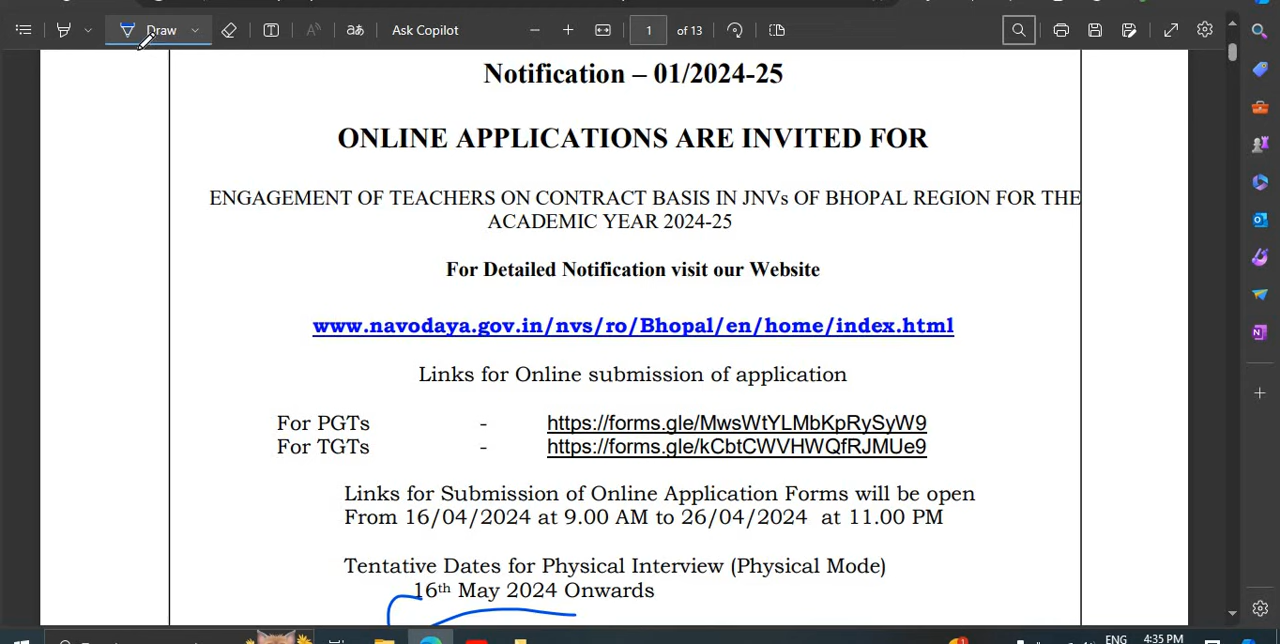 Draw
aあ
Ask Copilot
1 of 13
Notification – 01/2024-25
ONLINE APPLICATIONS ARE INVITED FOR
ENGAGEMENT OF TEACHERS ON CONTRACT BASIS IN JNVs OF BHOPAL REGION FOR THE
ACADEMIC YEAR 2024-25
For Detailed Notification visit our Website
www.navodaya.gov.in/nvs/ro/Bhopal/en/home/index.html
Links for Online submission of application
For PGTs - https://forms.gle/MwsWtYLMbKpRySyW9
For TGTs - https://forms.gle/kCbtCWVHWQfRJMUe9
Links for Submission of Online Application Forms will be open
From 16/04/2024 at 9.00 AM to 26/04/2024 at 11.00 PM
Tentative Dates for Physical Interview (Physical Mode)
16th May 2024 Onwards
ENG 4:35 PM